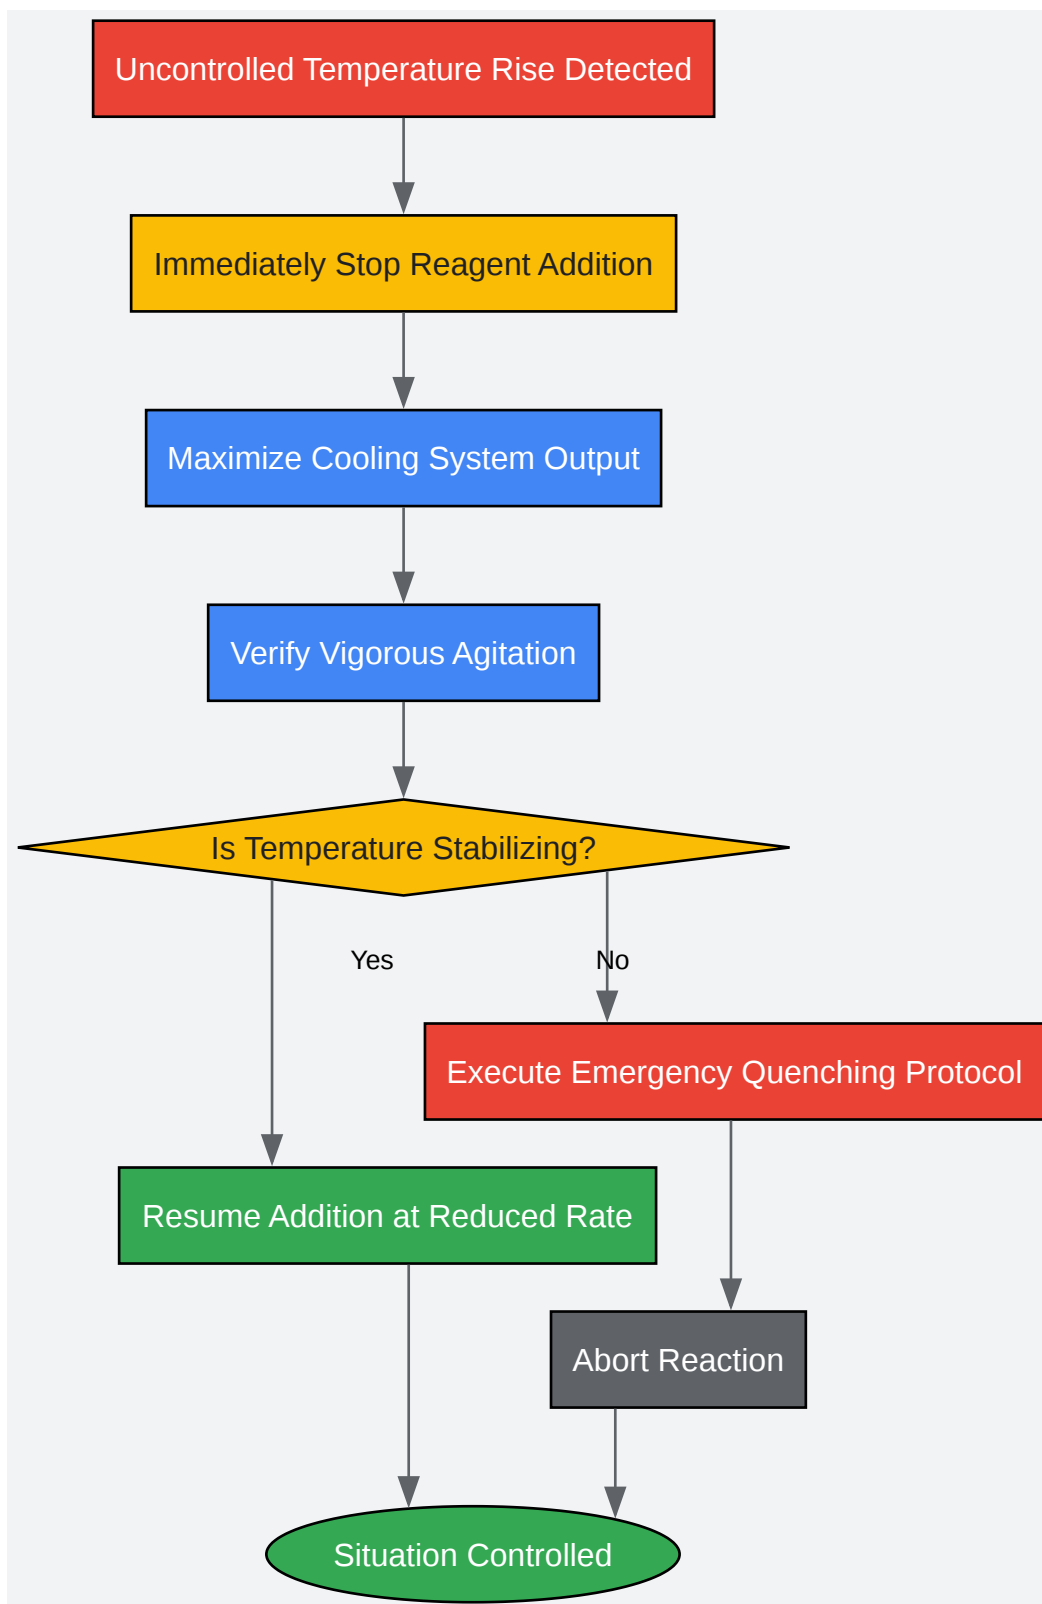 Uncontrolled Temperature Rise Detected
Immediately Stop Reagent Addition
Maximize Cooling System Output
Verify Vigorous Agitation
Is Temperature Stabilizing?
Yes
No
Execute Emergency Quenching Protocol
Resume Addition at Reduced Rate
Abort Reaction
Situation Controlled